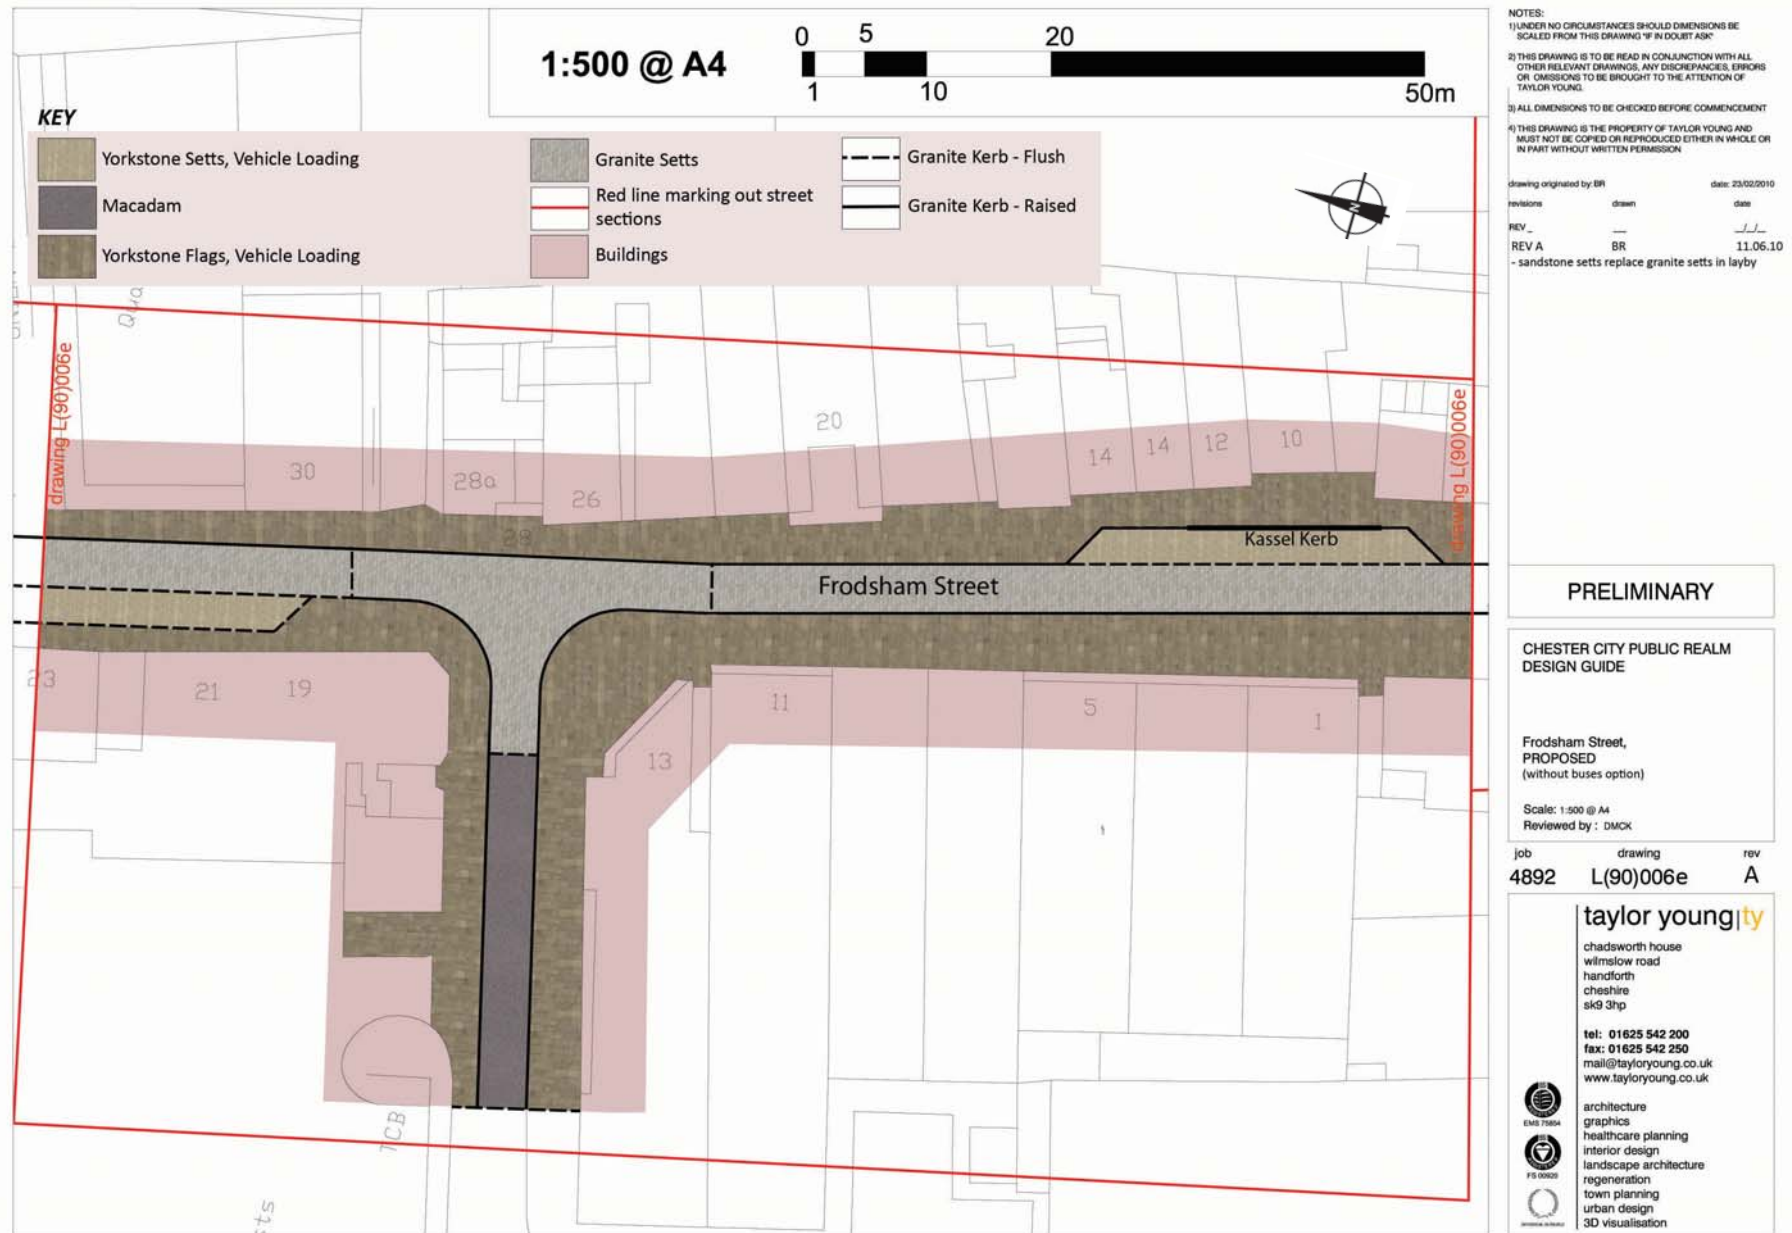 1:500 @ A4
0 5 20
1 10 50m
KEY
Yorkstone Setts, Vehicle Loading
Macadam
Yorkstone Flags, Vehicle Loading
Granite Setts
Red line marking out street
sections
Buildings
Granite Kerb - Flush
Granite Kerb - Raised
N
Qua
drawing L(90)006e
30
28a
26
28
20
14
14
12
10
drawing L(90)006e
Kassel Kerb
Frodsham Street
23
21
19
13
11
5
1
TCB
sts
NOTES:
1) UNDER NO CIRCUMSTANCES SHOULD DIMENSIONS BE
SCALED FROM THIS DRAWING "IF IN DOUBT ASK"
2) THIS DRAWING IS TO BE READ IN CONJUNCTION WITH ALL
OTHER RELEVANT DRAWINGS, ANY DISCREPANCIES, ERRORS
OR OMISSIONS TO BE BROUGHT TO THE ATTENTION OF
TAYLOR YOUNG.
3) ALL DIMENSIONS TO BE CHECKED BEFORE COMMENCEMENT
4) THIS DRAWING IS THE PROPERTY OF TAYLOR YOUNG AND
MUST NOT BE COPIED OR REPRODUCED EITHER IN WHOLE OR
IN PART WITHOUT WRITTEN PERMISSION
drawing originated by: BR date: 23/02/2010
revisions drawn date
REV _ __ _/_/_
REV A BR 11.06.10
- sandstone setts replace granite setts in layby
PRELIMINARY
CHESTER CITY PUBLIC REALM
DESIGN GUIDE
Frodsham Street,
PROPOSED
(without buses option)
Scale: 1:500 @ A4
Reviewed by : DMCK
job drawing rev
4892 L(90)006e A
taylor young|ty
chadsworth house
wilmslow road
handforth
cheshire
sk9 3hp
tel: 01625 542 200
fax: 01625 542 250
mail@tayloryoung.co.uk
www.tayloryoung.co.uk
architecture
graphics
healthcare planning
interior design
landscape architecture
regeneration
town planning
urban design
3D visualisation
EMS 75854
FS 00920